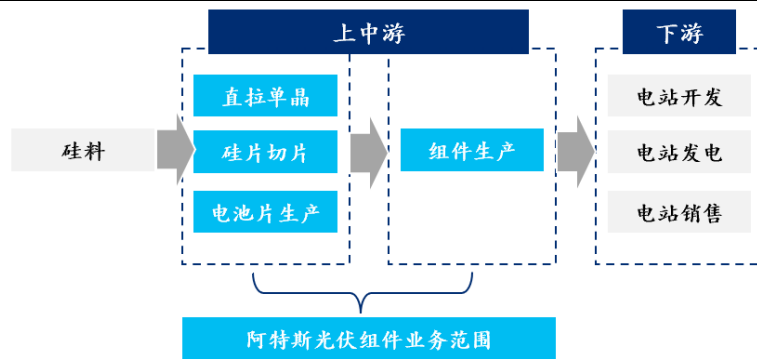 上中游
下游
硅料
直拉单晶
硅片切片
电池片生产
组件生产
电站开发
电站发电
电站销售
阿特斯光伏组件业务范围